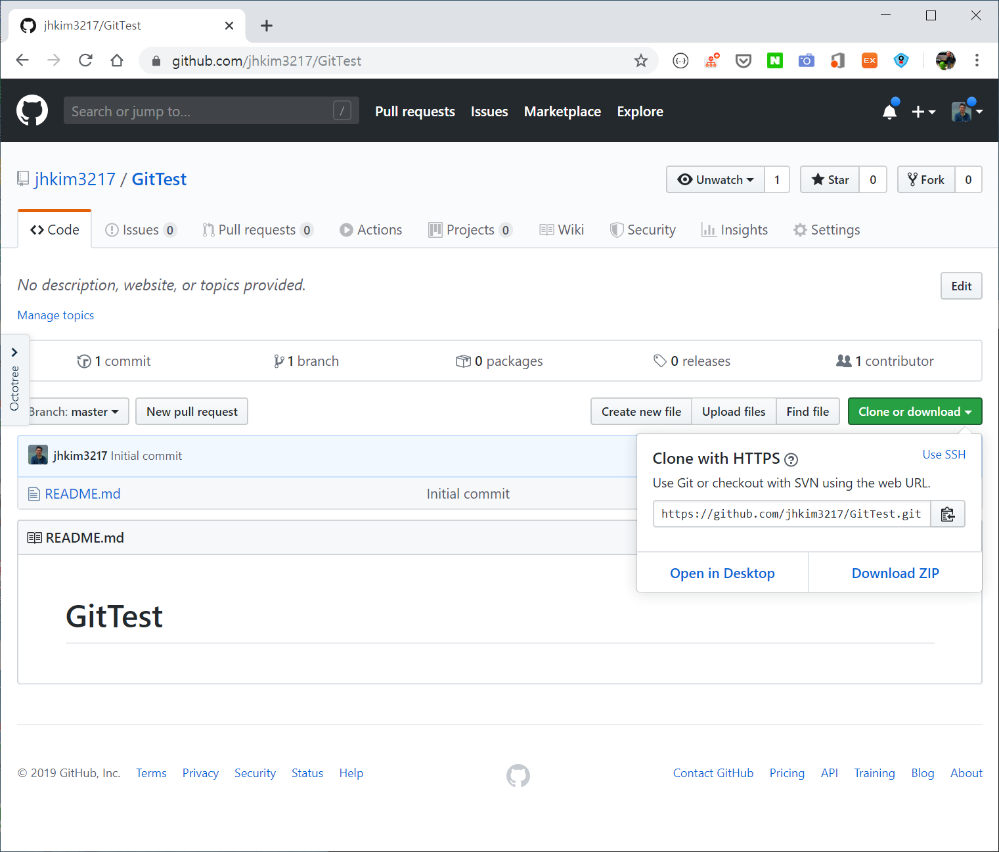 jhkim3217/GitTest
github.com/jhkim3217/GitTest
N
EX
Search or jump to... /
Pull requests Issues Marketplace Explore
jhkim3217 / GitTest
Unwatch 1 Star 0 Fork 0
Code Issues 0 Pull requests 0 Actions Projects 0 Wiki Security Insights Settings
No description, website, or topics provided.
Edit
Manage topics
Octotree
1 commit 1 branch 0 packages 0 releases 1 contributor
Branch: master New pull request Create new file Upload files Find file Clone or download
jhkim3217 Initial commit
README.md Initial commit
Clone with HTTPS ?
Use SSH
Use Git or checkout with SVN using the web URL.
https://github.com/jhkim3217/GitTest.git
Open in Desktop Download ZIP
README.md
GitTest
© 2019 GitHub, Inc. Terms Privacy Security Status Help Contact GitHub Pricing API Training Blog About